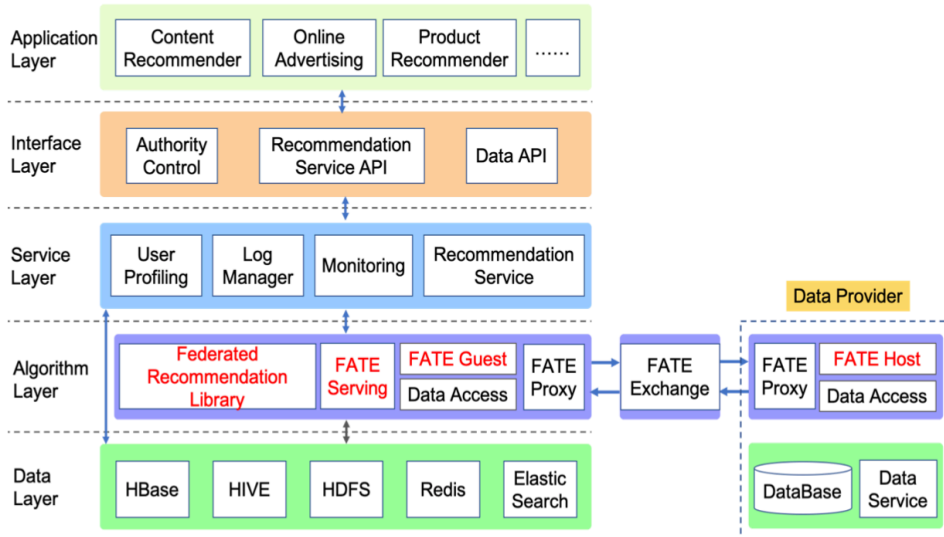 Application
Layer
Content
Recommender
Online
Advertising
Product
Recommender
......
Interface
Layer
Authority
Control
Recommendation
Service API
Data API
Service
Layer
User
Profiling
Log
Manager
Monitoring
Recommendation
Service
Data Provider
Algorithm
Layer
Federated
Recommendation
Library
FATE
Serving
FATE Guest
Data Access
FATE
Proxy
FATE
Exchange
FATE
Proxy
FATE Host
Data Access
Data
Layer
HBase
HIVE
HDFS
Redis
Elastic
Search
DataBase
Data
Service